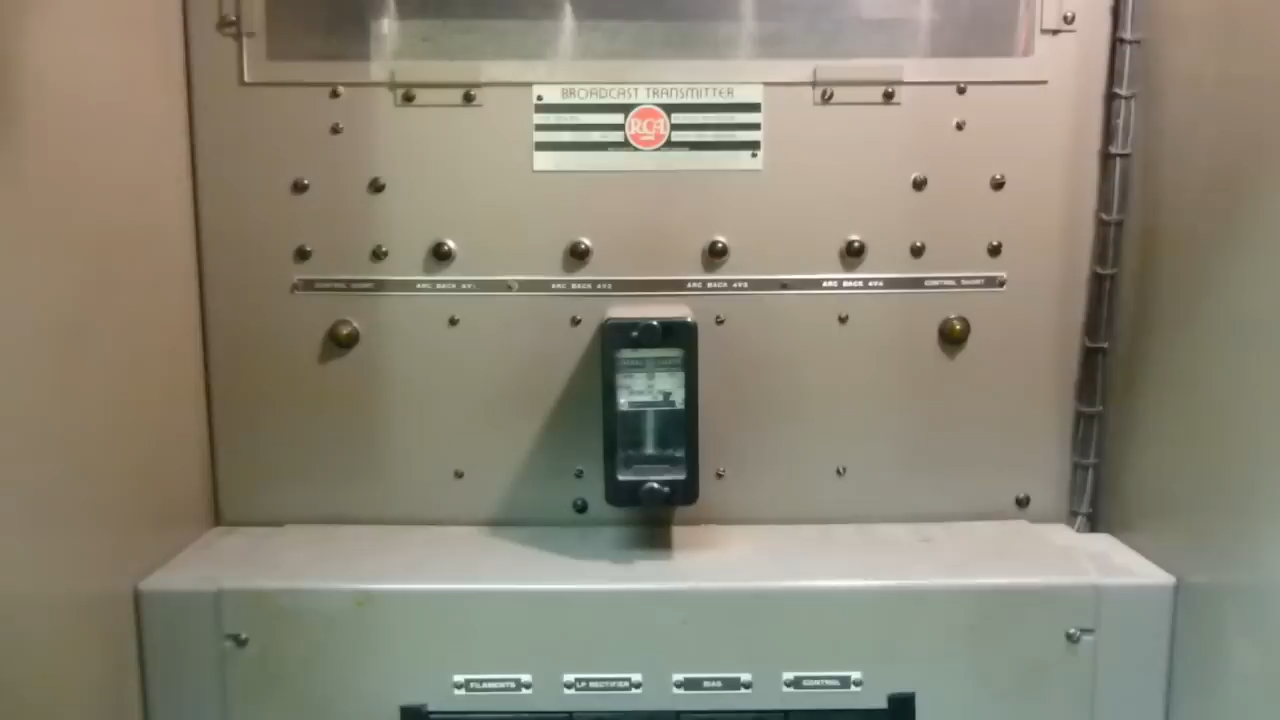 BROADCAST TRANSMITTER
RCA
CONTROL SHORT ARC BACK 4V1 ARC BACK 4V2 ARC BACK 4V3 ARC BACK 4V4 CONTROL SHORT
FILAMENTS LP RECTIFIER BIAS CONTROL